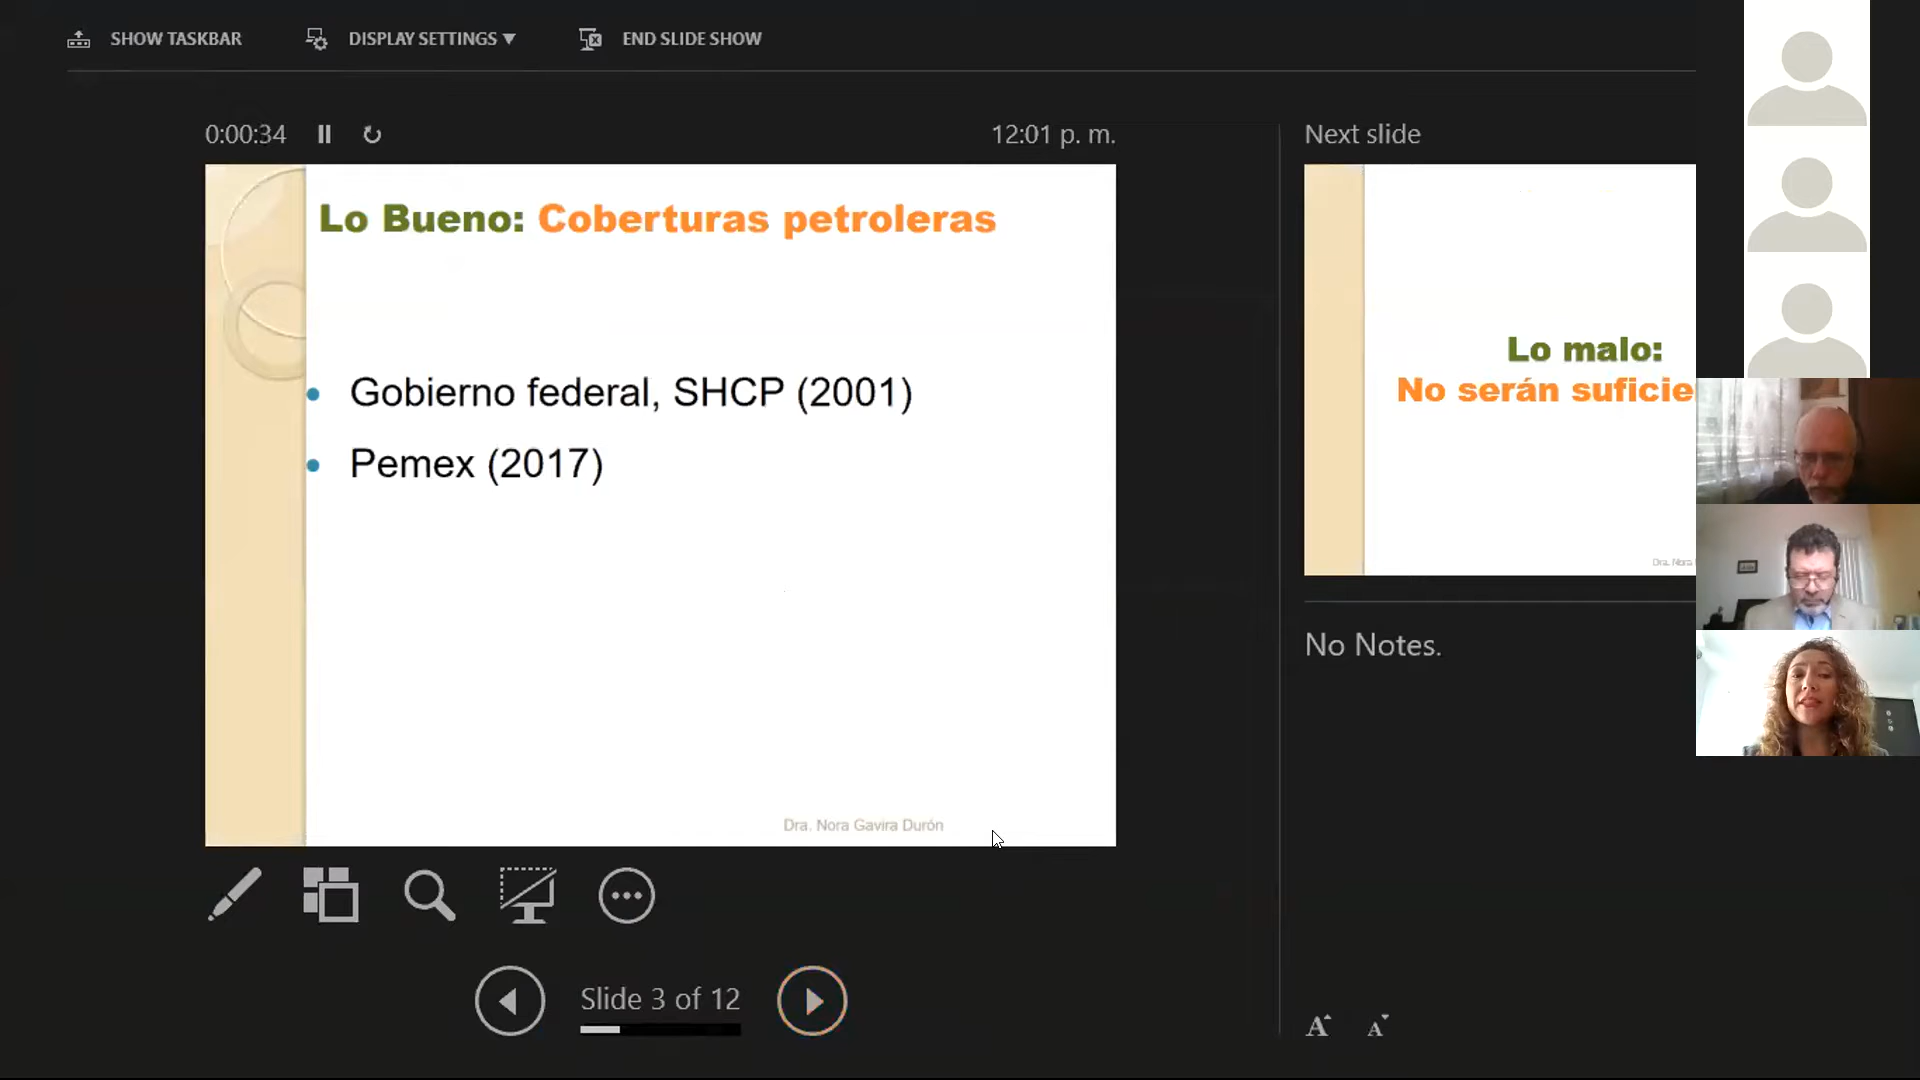 SHOW TASKBAR
DISPLAY SETTINGS
END SLIDE SHOW
0:00:34
12:01 p. m.
Next slide
Lo Bueno: Coberturas petroleras
Gobierno federal, SHCP (2001)
Pemex (2017)
Dra. Nora Gavira Durón
Lo malo:
No serán suficie
Dra. Nora
No Notes.
Slide 3 of 12
A A